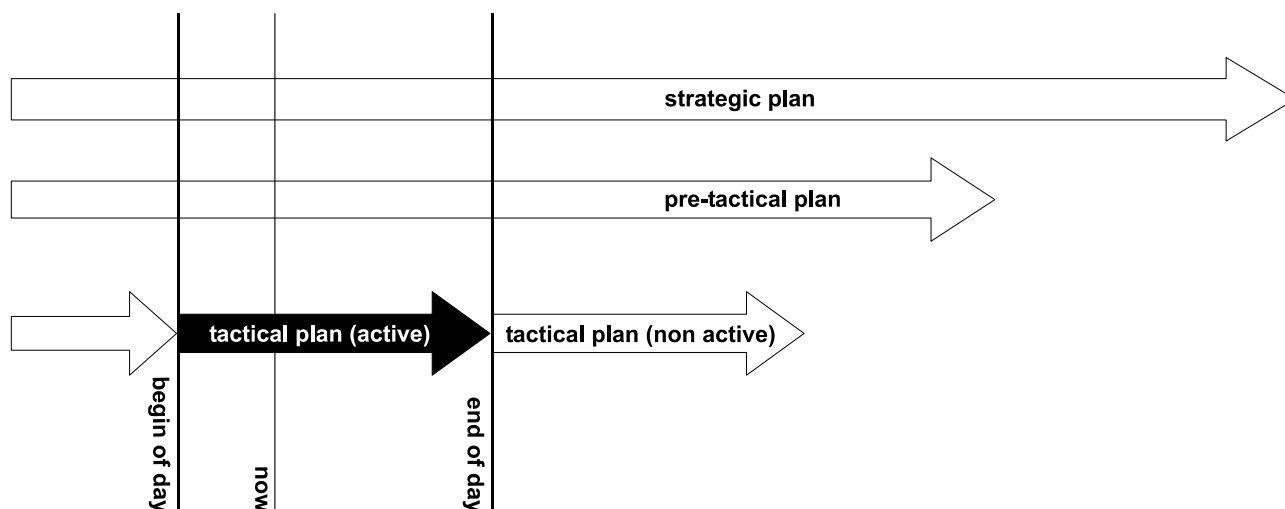 strategic plan
pre-tactical plan
tactical plan (active)
tactical plan (non active)
begin of day
now
end of day